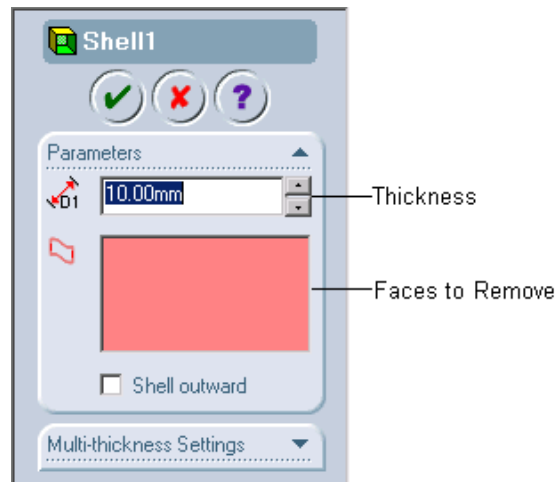 Shell1
?
Parameters
D1 10.00mm
Thickness
Faces to Remove
Shell outward
Multi-thickness Settings